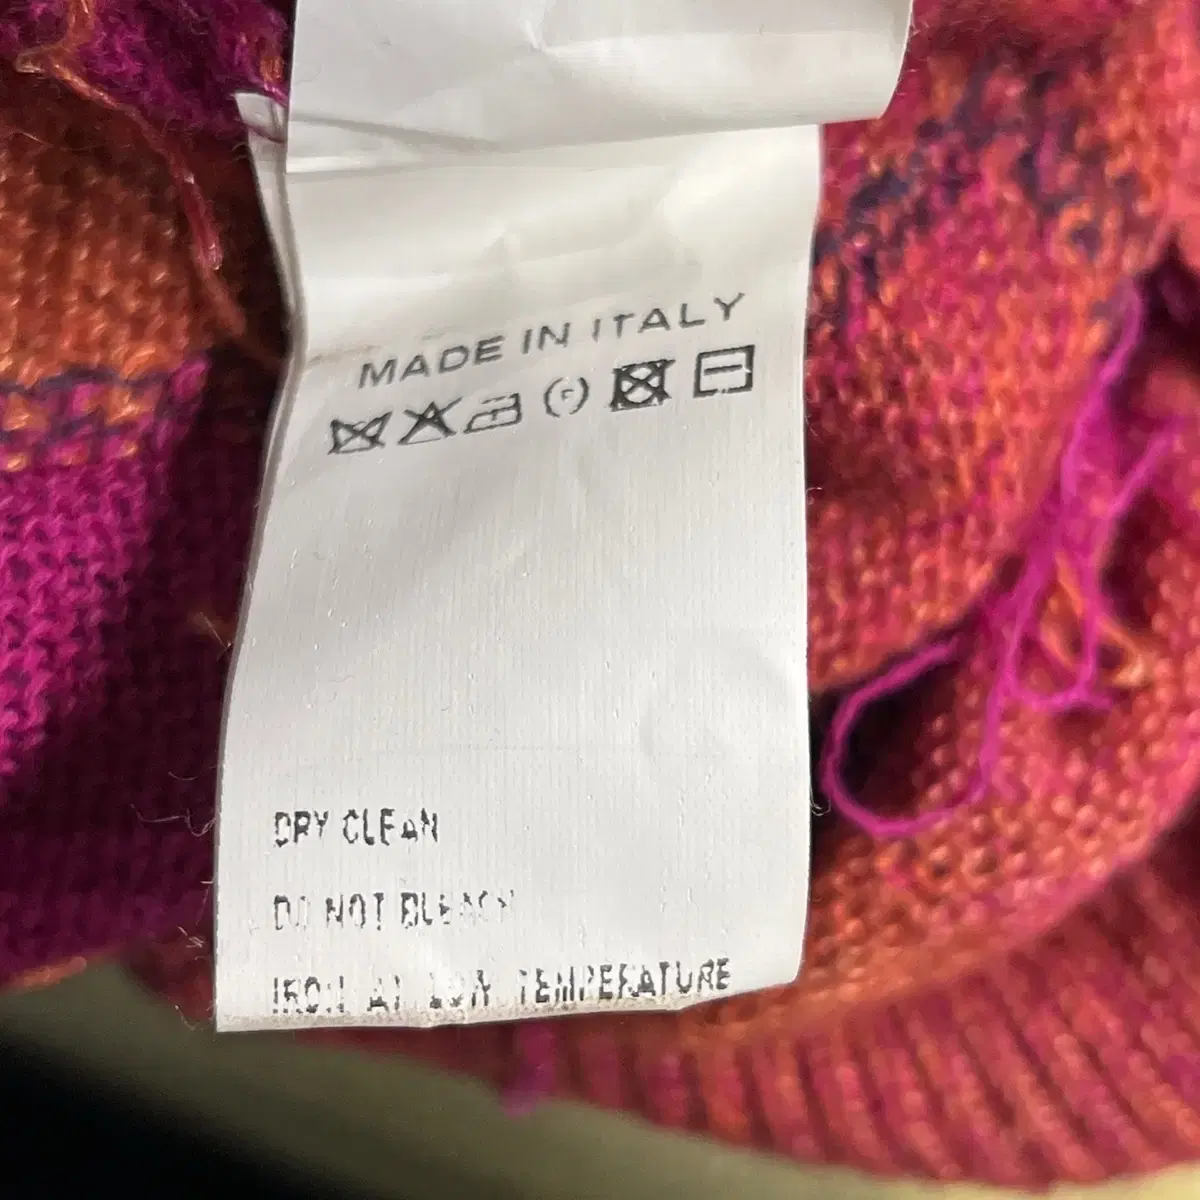 MADE IN ITALY
DRY CLEAN
DO NOT BLEACH
IRON AT LOW TEMPERATURE